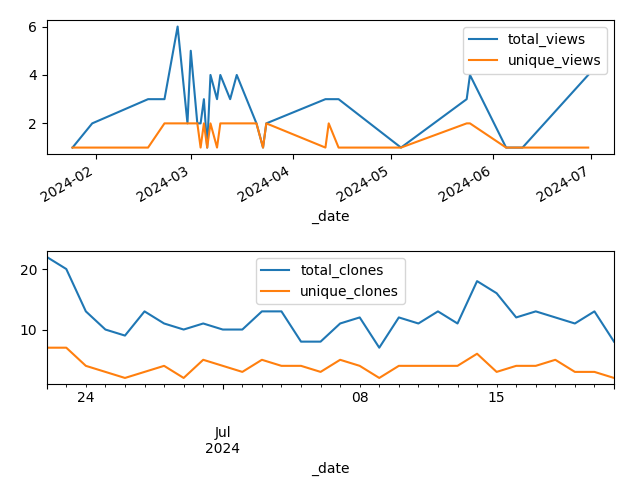 6
4
2
total_views
unique_views
2024-02
2024-03
2024-04
2024-05
2024-06
2024-07
_date
20
10
total_clones
unique_clones
24
08
15
Jul
2024
_date